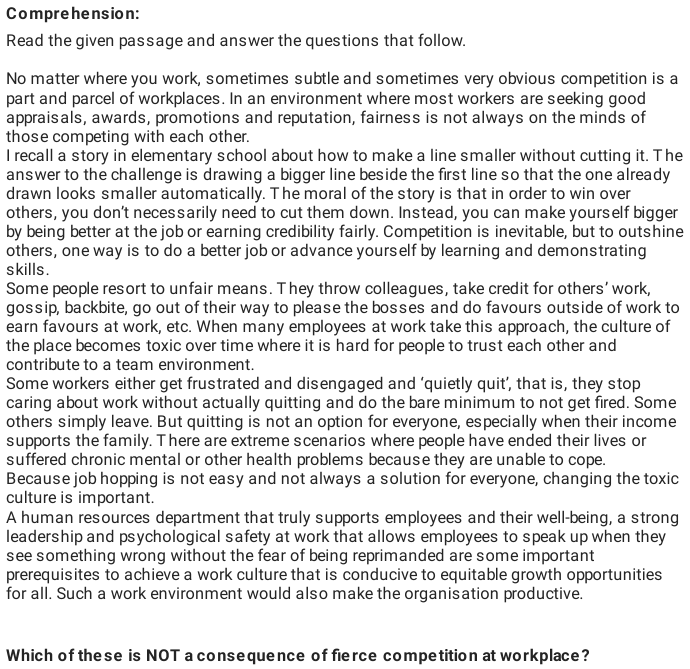 Comprehension:
Read the given passage and answer the questions that follow.
No matter where you work, sometimes subtle and sometimes very obvious competition is a
part and parcel of workplaces. In an environment where most workers are seeking good
appraisals, awards, promotions and reputation, fairness is not always on the minds of
those competing with each other.
I recall a story in elementary school about how to make a line smaller without cutting it. The
answer to the challenge is drawing a bigger line beside the first line so that the one already
drawn looks smaller automatically. The moral of the story is that in order to win over
others, you don't necessarily need to cut them down. Instead, you can make yourself bigger
by being better at the job or earning credibility fairly. Competition is inevitable, but to outshine
others, one way is to do a better job or advance yourself by learning and demonstrating
skills.
Some people resort to unfair means. They throw colleagues, take credit for others' work,
gossip, backbite, go out of their way to please the bosses and do favours outside of work to
earn favours at work, etc. When many employees at work take this approach, the culture of
the place becomes toxic over time where it is hard for people to trust each other and
contribute to a team environment.
Some workers either get frustrated and disengaged and 'quietly quit', that is, they stop
caring about work without actually quitting and do the bare minimum to not get fired. Some
others simply leave. But quitting is not an option for everyone, especially when their income
supports the family. There are extreme scenarios where people have ended their lives or
suffered chronic mental or other health problems because they are unable to cope.
Because job hopping is not easy and not always a solution for everyone, changing the toxic
culture is important.
A human resources department that truly supports employees and their well-being, a strong
leadership and psychological safety at work that allows employees to speak up when they
see something wrong without the fear of being reprimanded are some important
prerequisites to achieve a work culture that is conducive to equitable growth opportunities
for all. Such a work environment would also make the organisation productive.
Which of these is NOT a consequence of fierce competition at workplace?